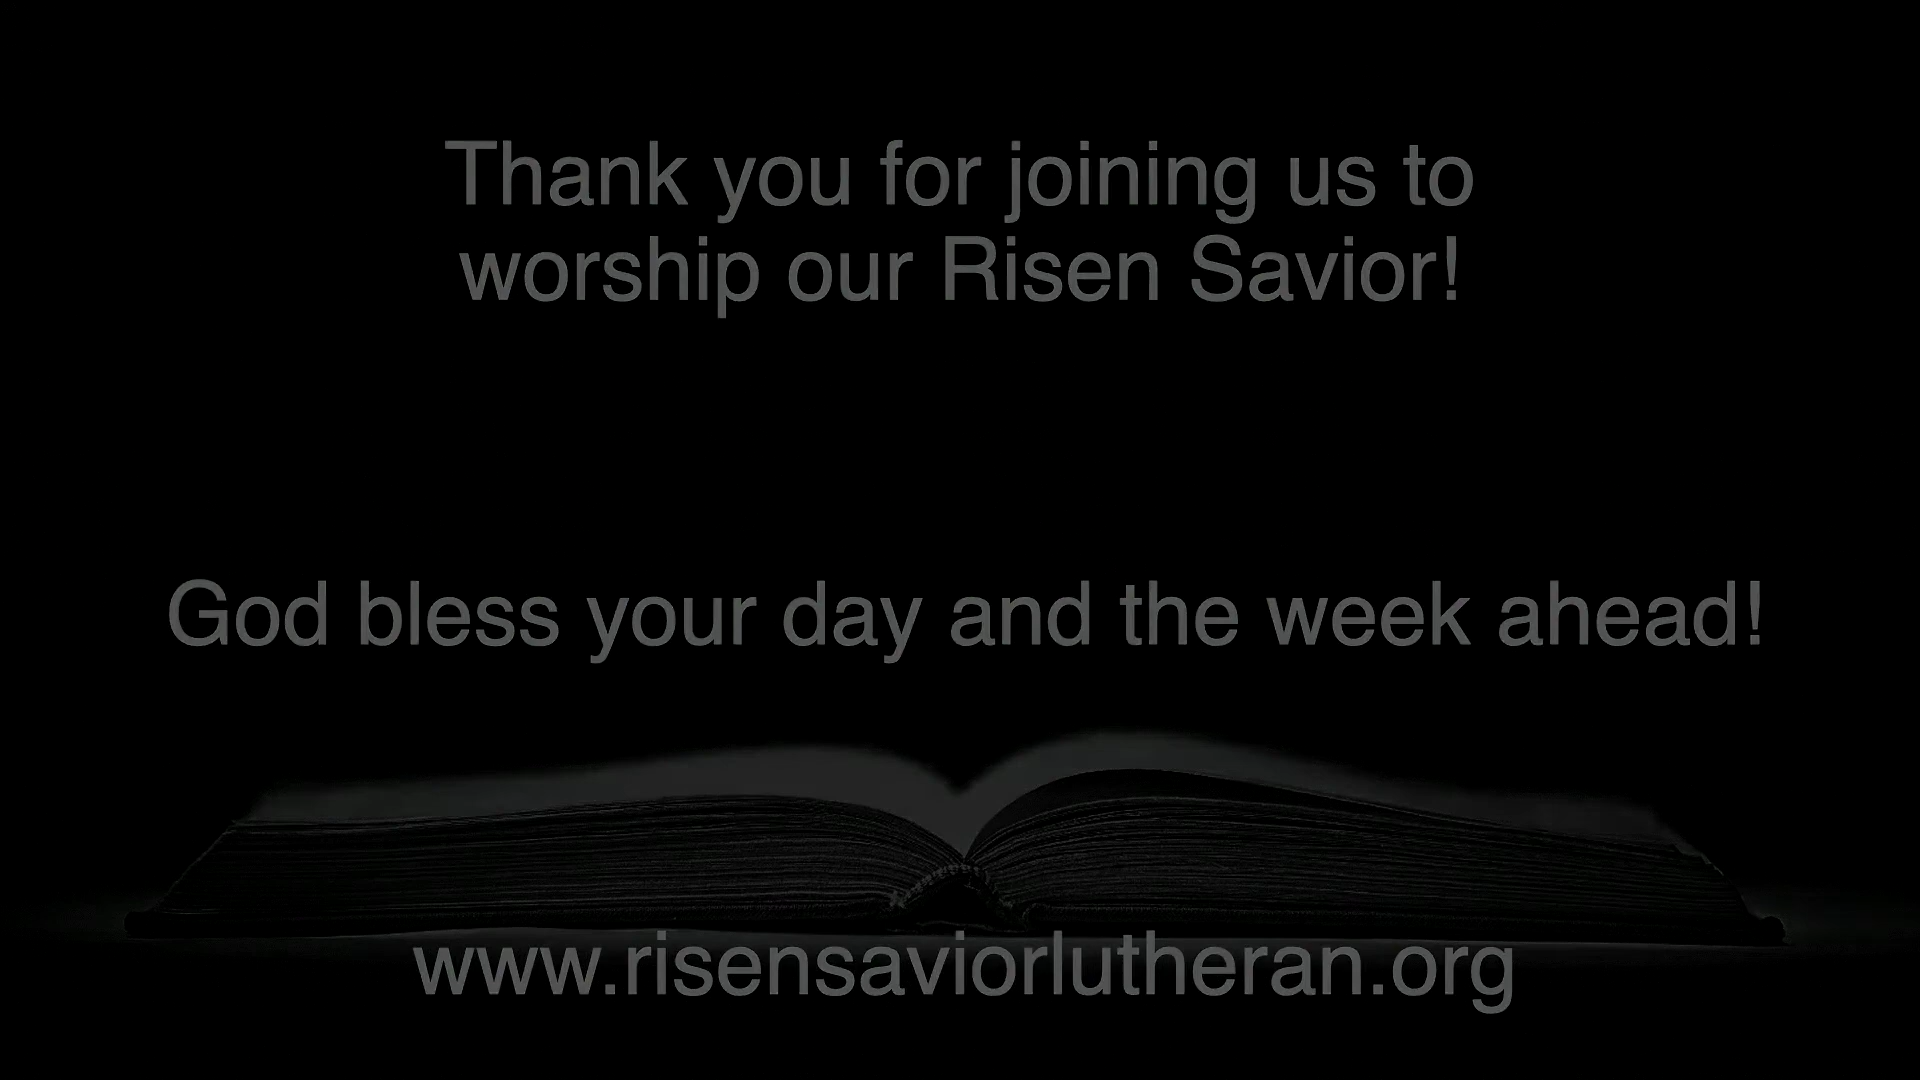 Thank you for joining us to
worship our Risen Savior!
God bless your day and the week ahead!
www.risensaviorlutheran.org